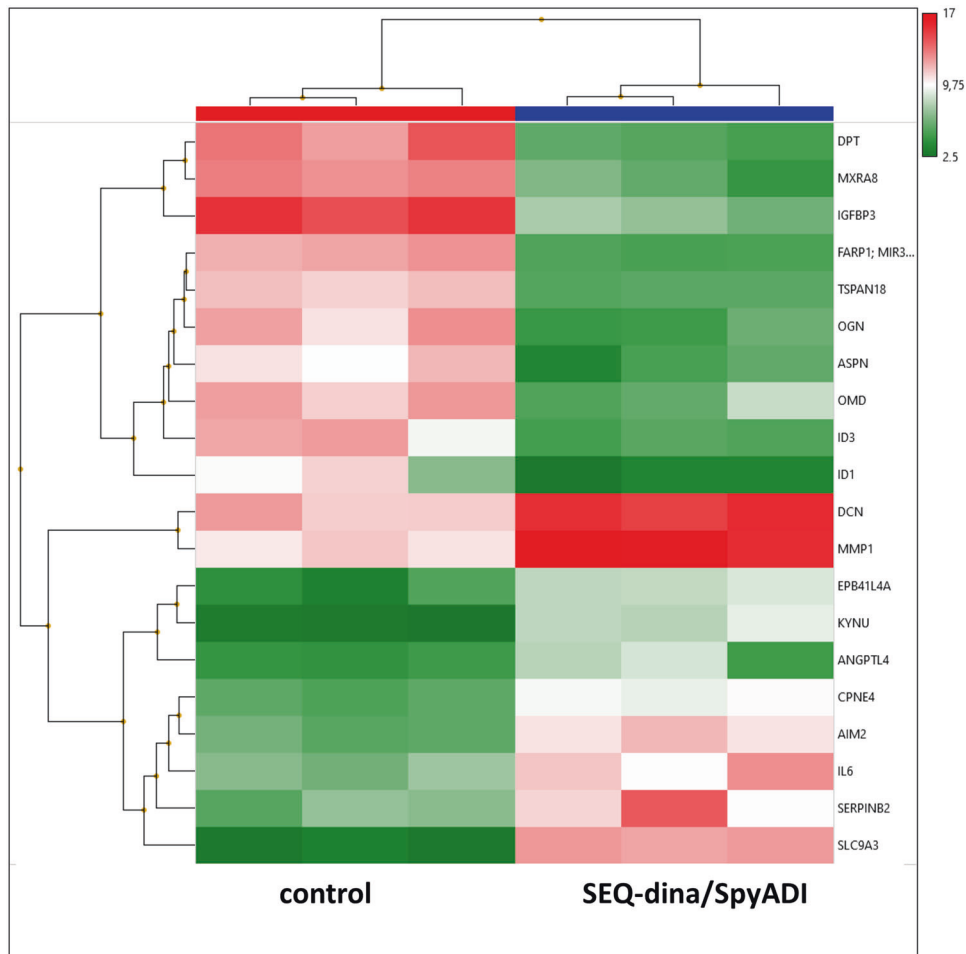 17
9,75
2.5
DPT
MXRA8
IGFBP3
FARP1; MIR3...
TSPAN18
OGN
ASPN
OMD
ID3
ID1
DCN
MMP1
EPB41L4A
KYNU
ANGPTL4
CPNE4
AIM2
IL6
SERPINB2
SLC9A3
control SEQ-dina/SpyADI